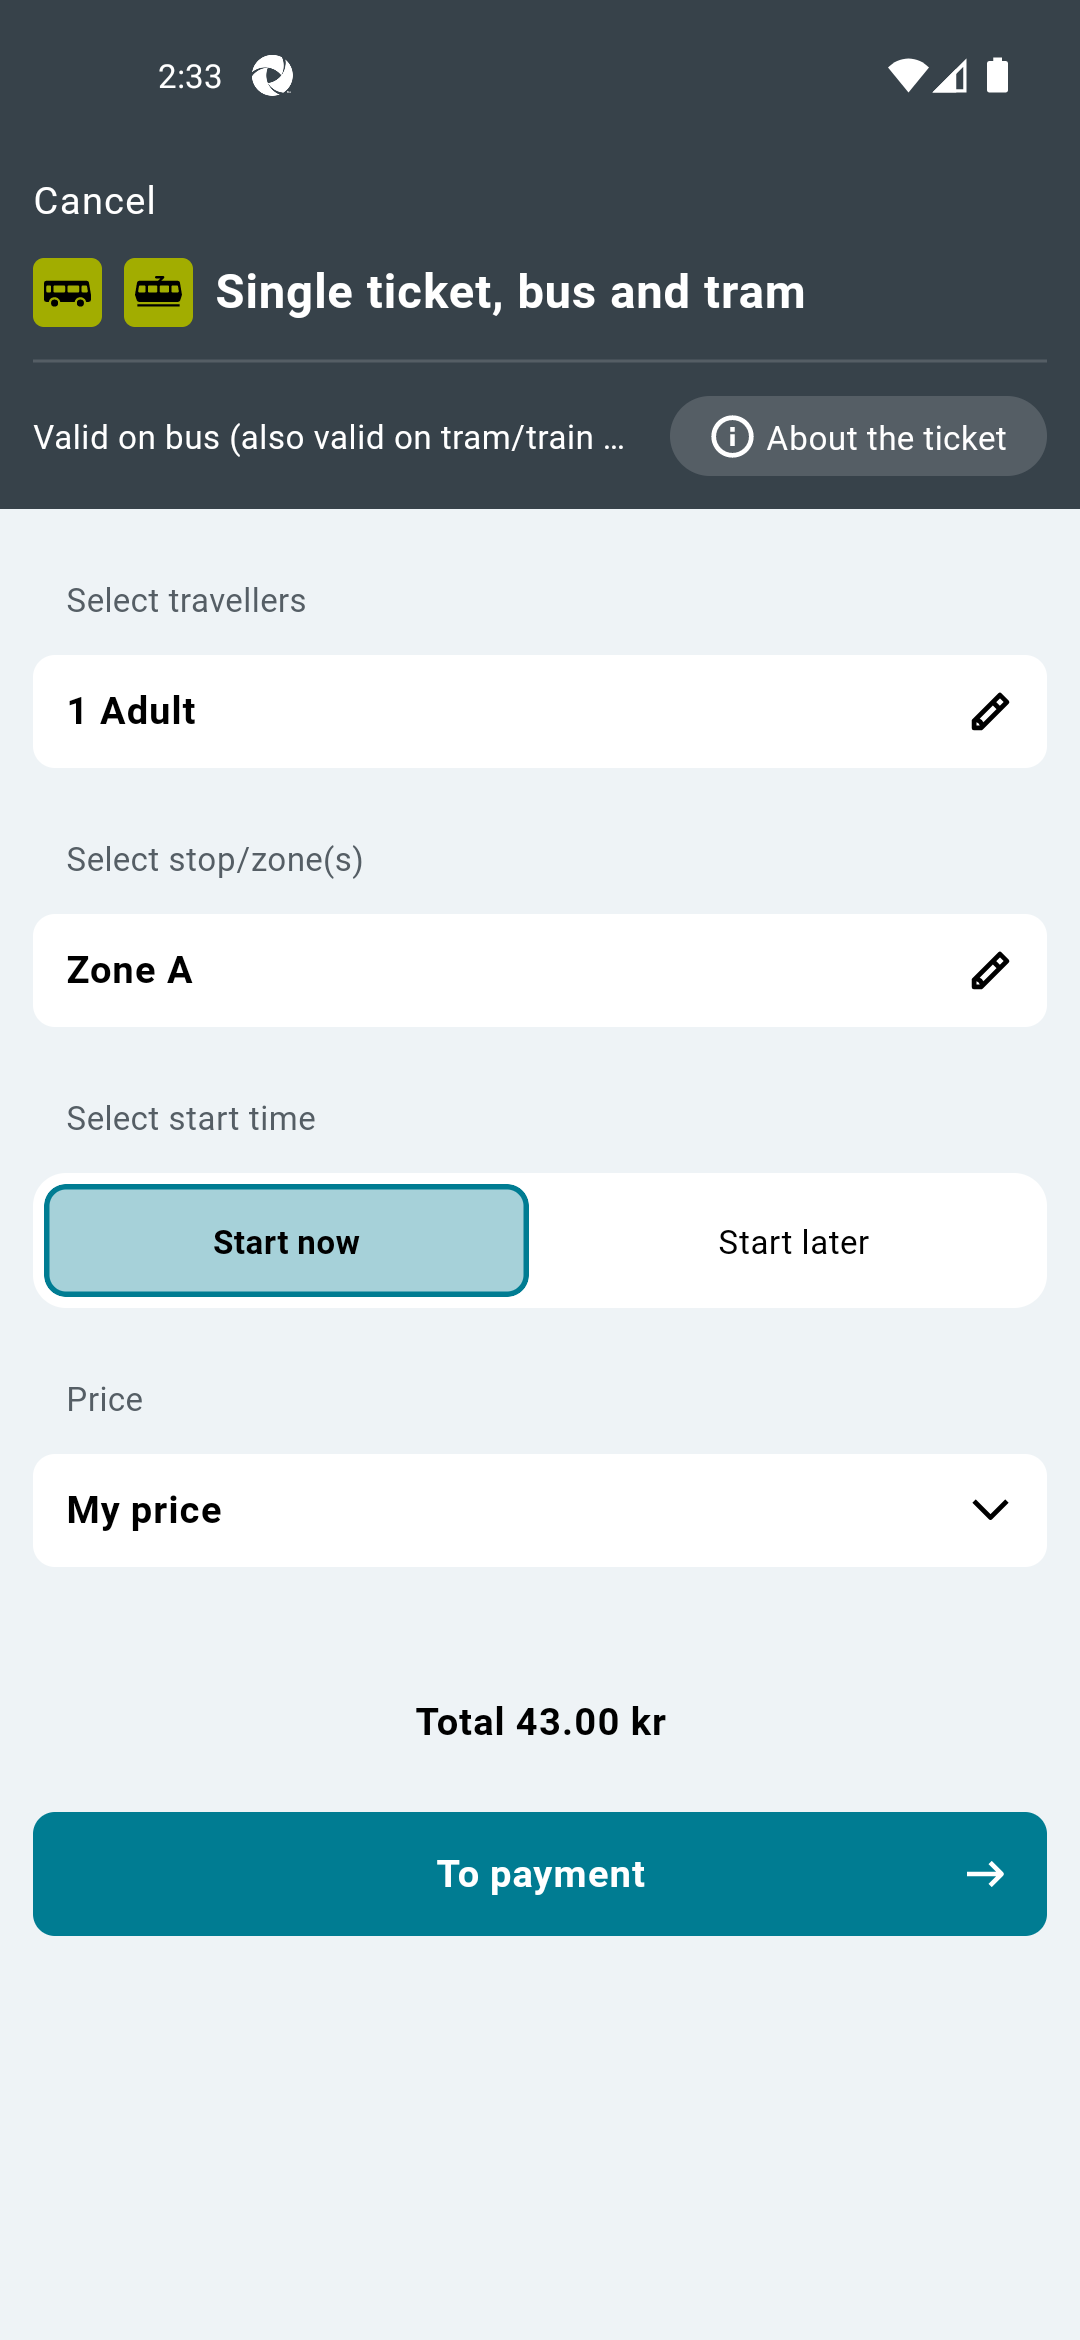 2:33
Cancel
Single ticket, bus and tram
Valid on bus (also valid on tram/train …
About the ticket
Select travellers
1 Adult
Select stop/zone(s)
Zone A
Select start time
Start now
Start later
Price
My price
Total 43.00 kr
To payment